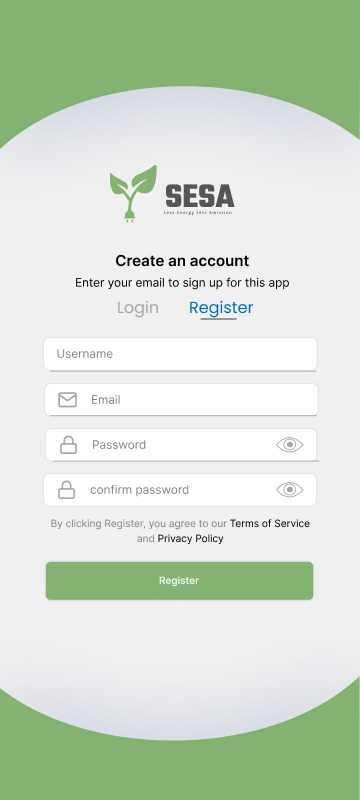 SESA
Less Energy Less Emission
Create an account
Enter your email to sign up for this app
Login Register
Username
Email
Password
confirm password
By clicking Register, you agree to our Terms of Service
and Privacy Policy
Register